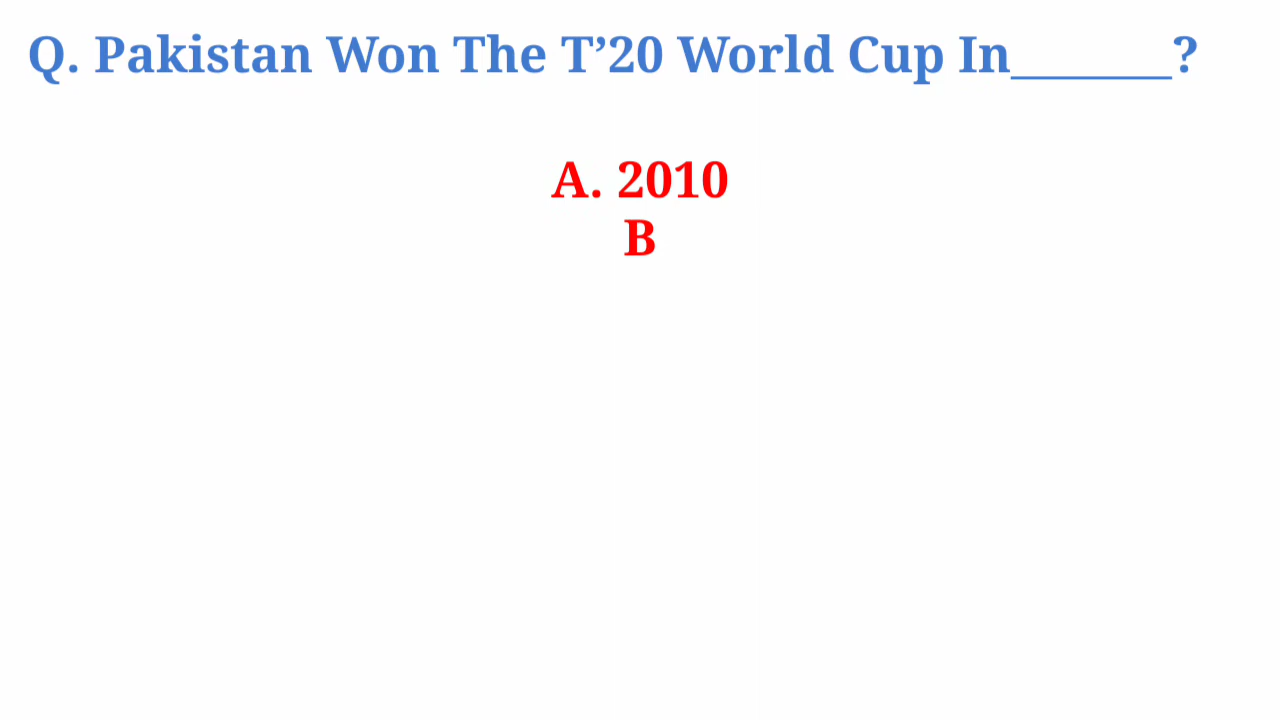 Q. Pakistan Won The T’20 World Cup In_______?
A. 2010
B